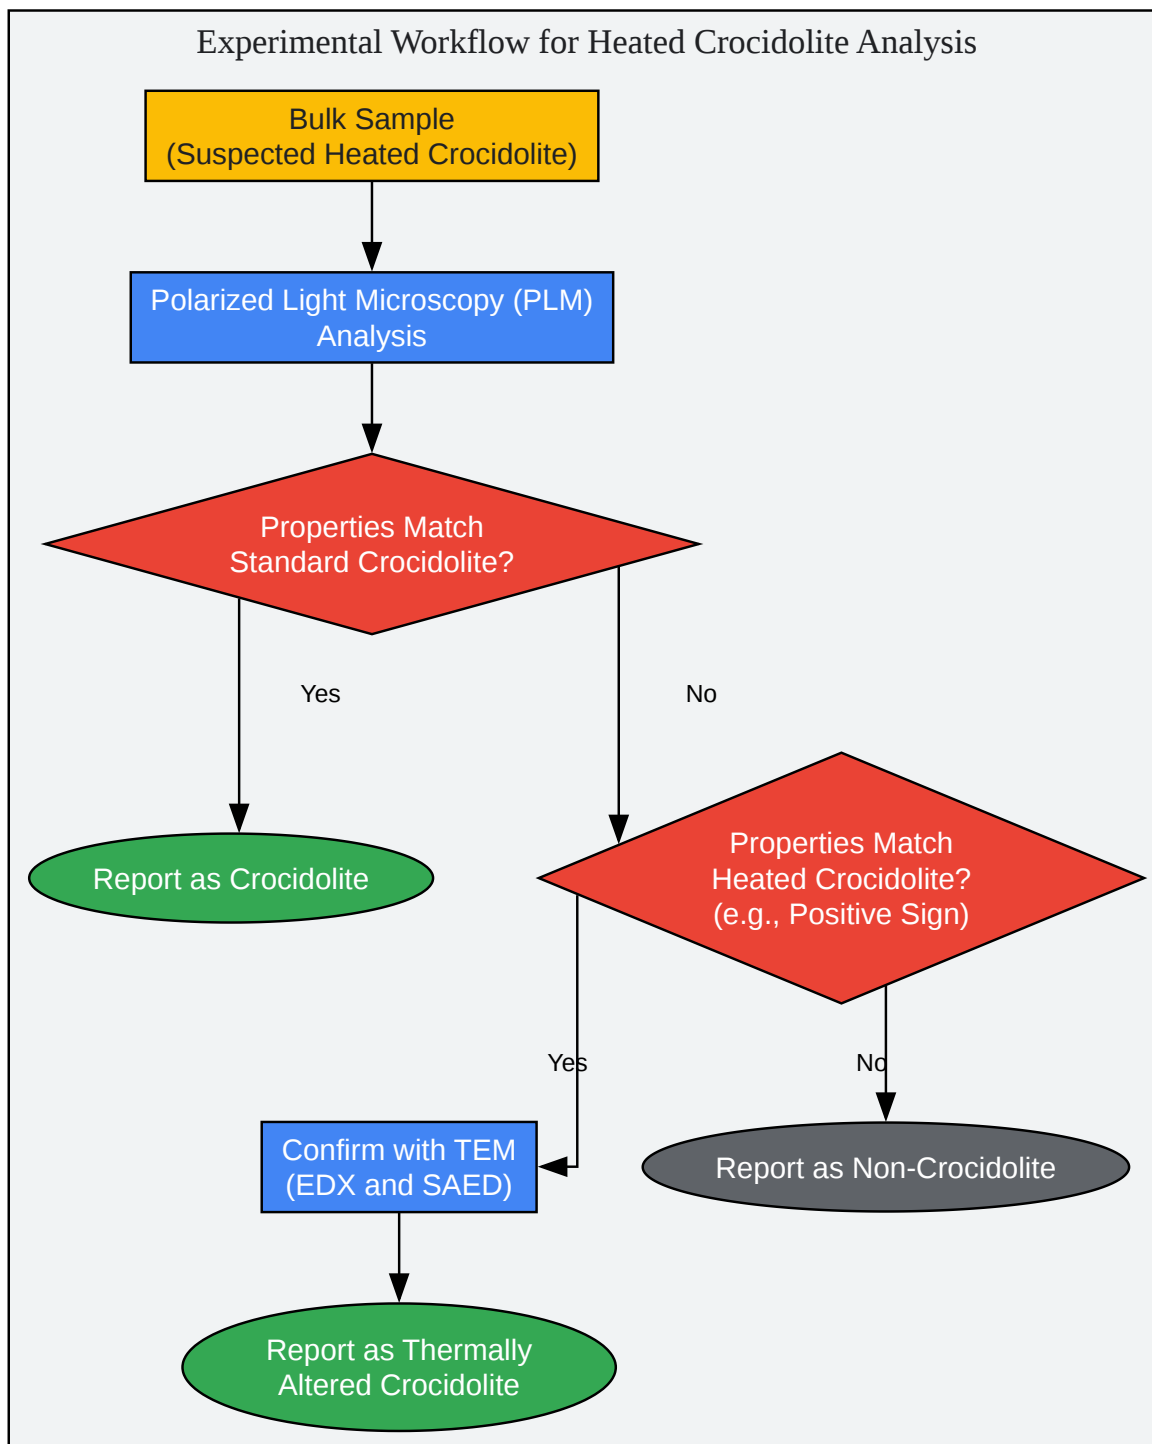 Experimental Workflow for Heated Crocidolite Analysis
Bulk Sample
(Suspected Heated Crocidolite)
Polarized Light Microscopy (PLM)
Analysis
Properties Match
Standard Crocidolite?
Yes
No
Properties Match
Heated Crocidolite?
(e.g., Positive Sign)
Report as Crocidolite
Yes
No
Confirm with TEM
(EDX and SAED)
Report as Non-Crocidolite
Report as Thermally
Altered Crocidolite